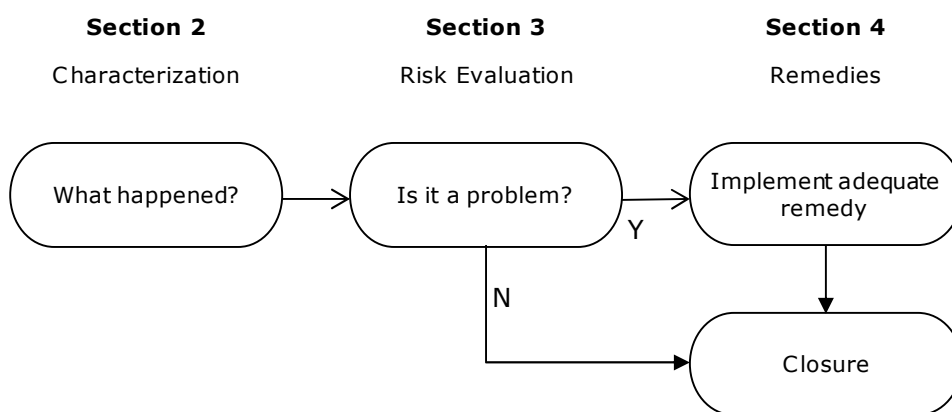 Section 2
Section 3
Section 4
Characterization
Risk Evaluation
Remedies
What happened?
Is it a problem?
Implement adequate
remedy
Y
N
Closure